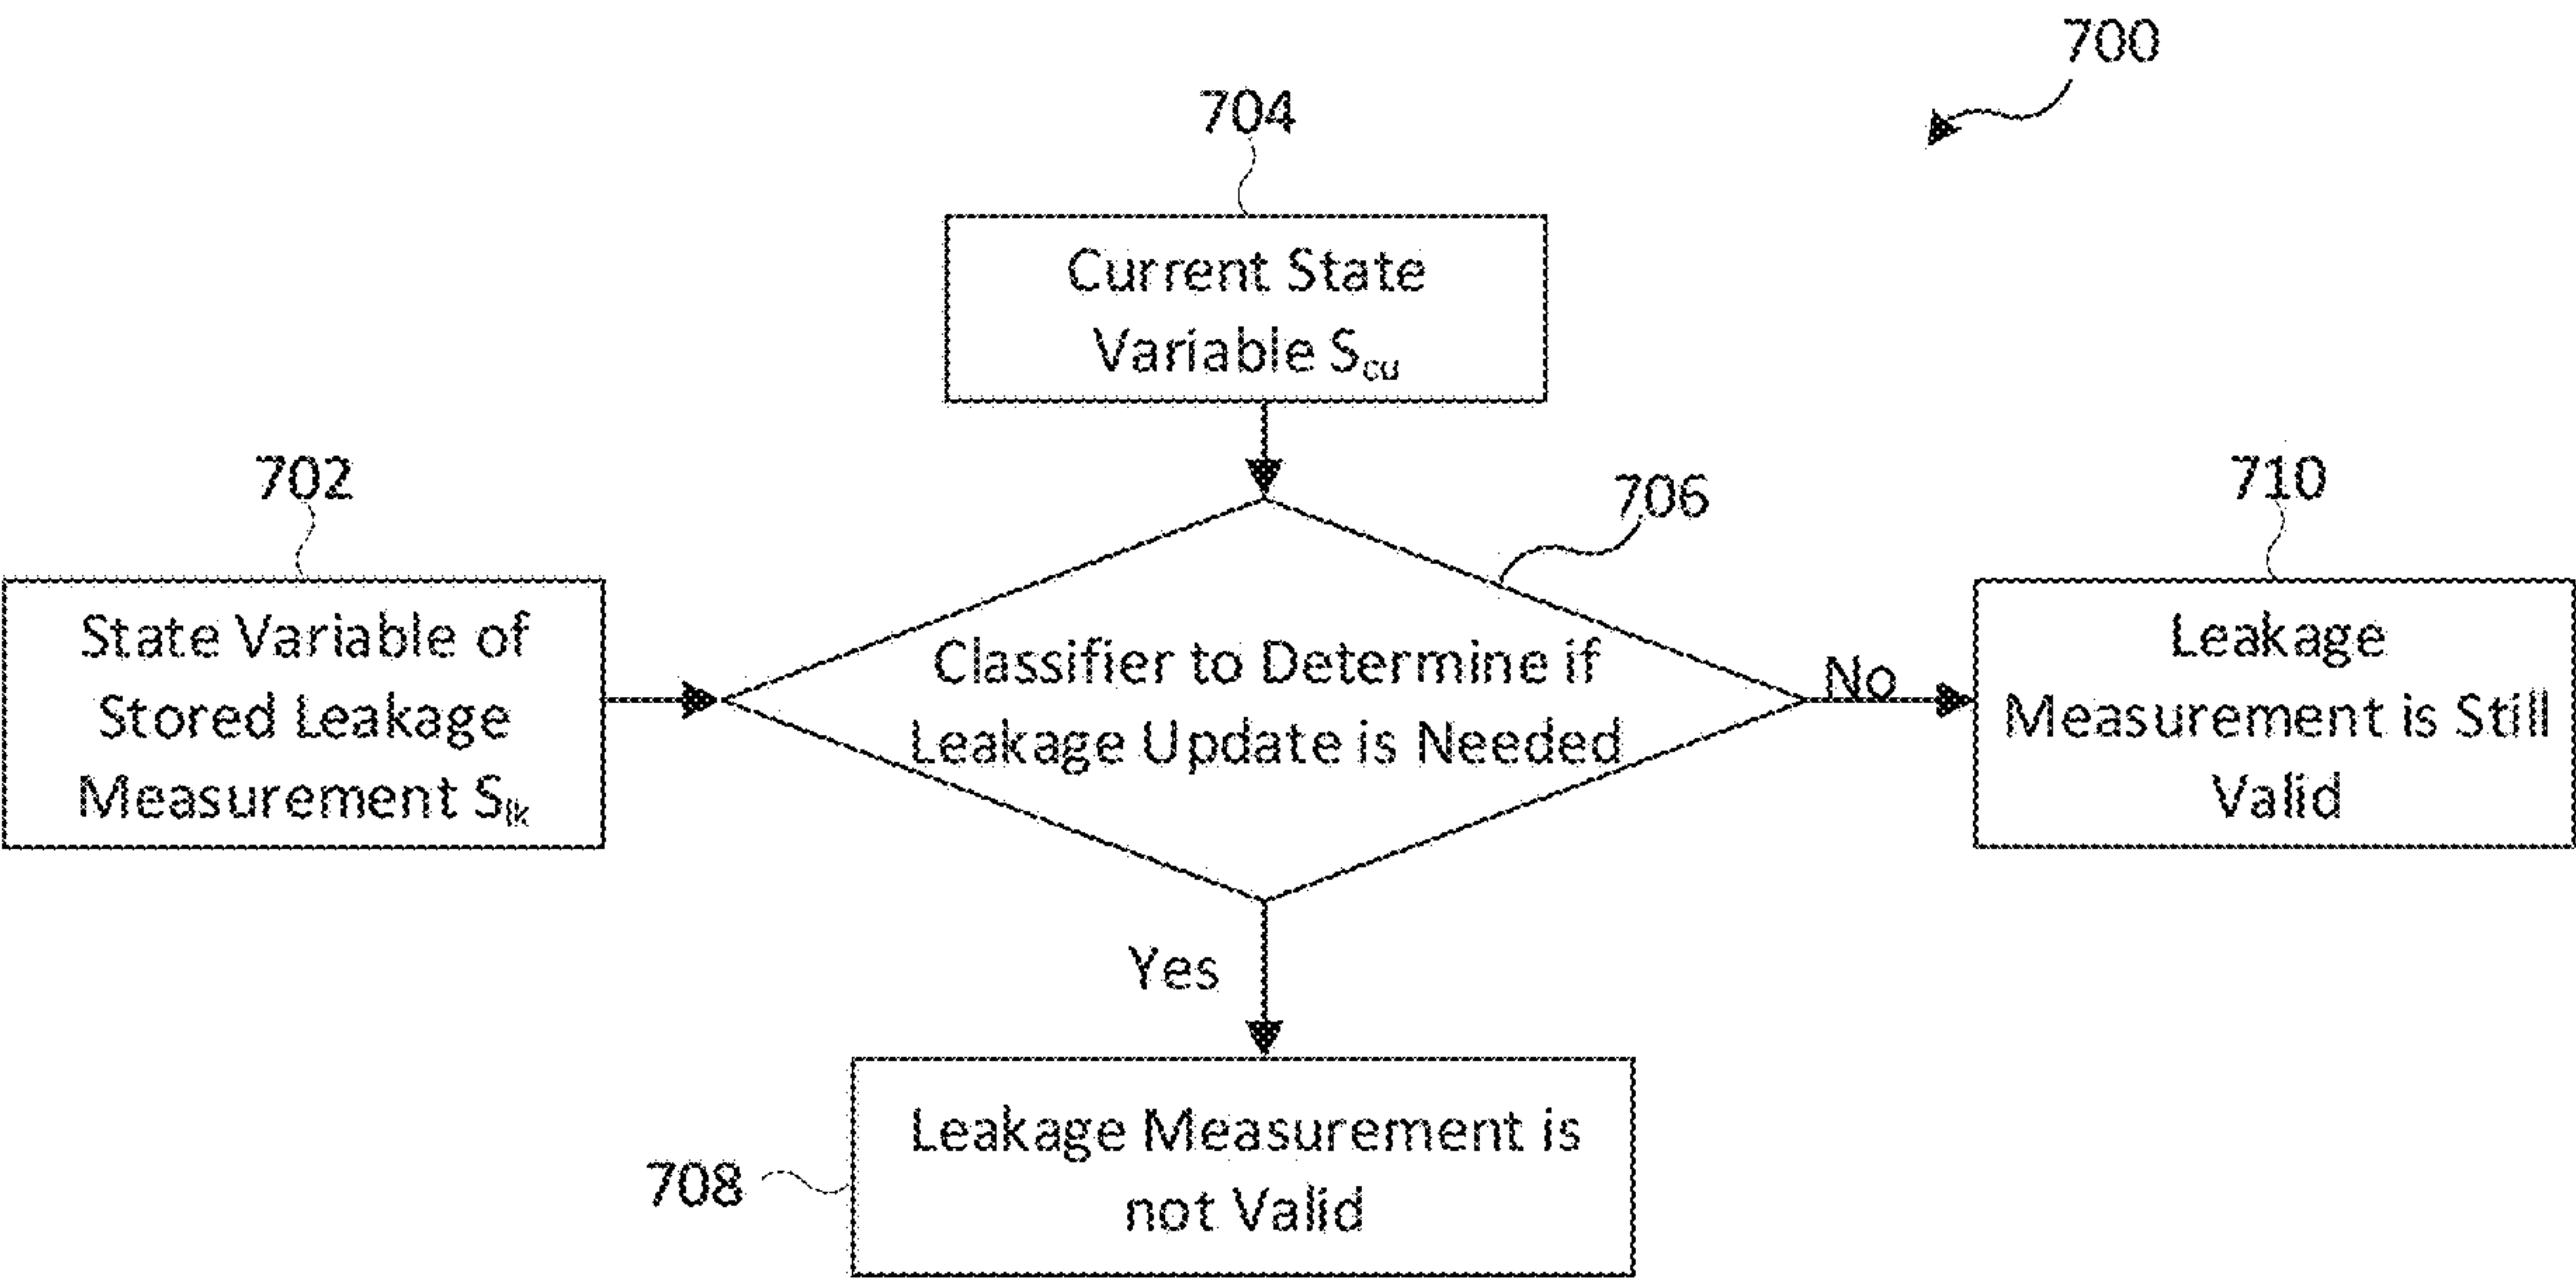 700
704
Current State
Variable Scu
702
State Variable of
Stored Leakage
Measurement Slk
706
Classifier to Determine if
Leakage Update is Needed
No
710
Leakage
Measurement is Still
Valid
Yes
708
Leakage Measurement is
not Valid